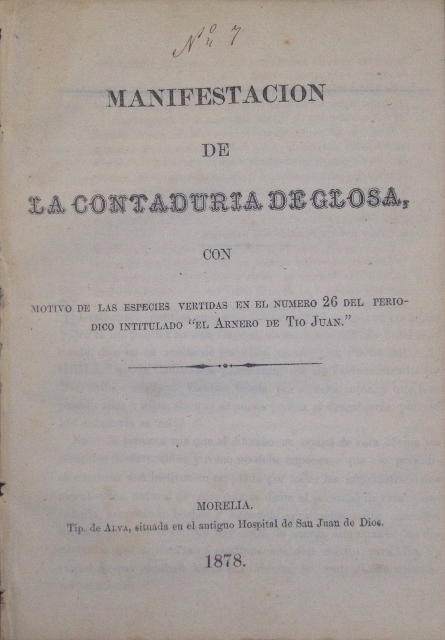 Nº 7
MANIFESTACION
DE
LA CONTADURIA DE GLOSA,
CON
MOTIVO DE LAS ESPECIES VERTIDAS EN EL NUMERO 26 DEL PERIO-
DICO INTITULADO "EL ARNERO DE TIO JUAN."
MORELIA.
Tip. de ALVA, situada en el antiguo Hospital de San Juan de Dios.
1878.